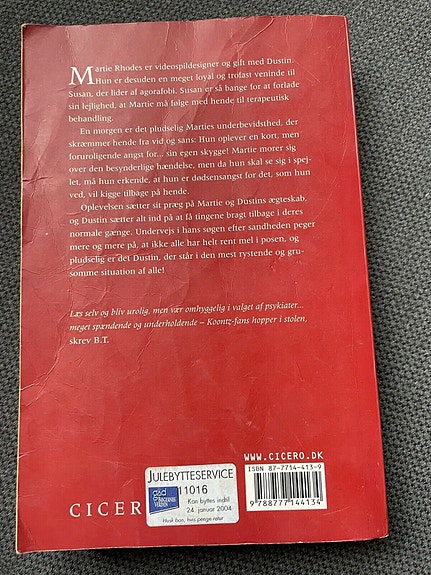 Martie Rhodes er videospildesigner og gift med Dustin.
Hun er desuden en meget loyal og trofast veninde til
Susan, der lider af agorafobi. Susan er så bange for at forlade
sin lejlighed, at Martie må følge med hende til terapeutisk
behandling.
En morgen er det pludselig Marties underbevidsthed, der
skræmmer hende fra vid og sans: Hun oplever en kort, men
foruroligende angst for... sin egen skygge! Martie morer sig
over den besynderlige hændelse, men da hun skal se sig i spej-
let, må hun erkende, at hun er dødsensangst for det, som hun
ved, vil kigge tilbage på hende.
Oplevelsen sætter sit præg på Martie og Dustins ægteskab,
og Dustin sætter alt ind på at få tingene bragt tilbage i deres
normale gænge. Undervejs i hans søgen efter sandheden peger
mere og mere på, at ikke alle har helt rent mel i posen, og
pludselig er det Dustin, der står i den mest rystende og gru-
somme situation af alle!
Læs selv og bliv urolig, men vær omhyggelig i valget af psykiater...
meget spændende og underholdende – Koontz-fans hopper i stolen,
skrev B.T.
WWW.CICERO.DK
ISBN 87-7714-413-9
9 788777 144134
JULEBYTTESERVICE
11016
BØGERNES
VERDEN
Kan byttes indtil
24. januar 2004
Husk bon, hvis penge retur
CICER